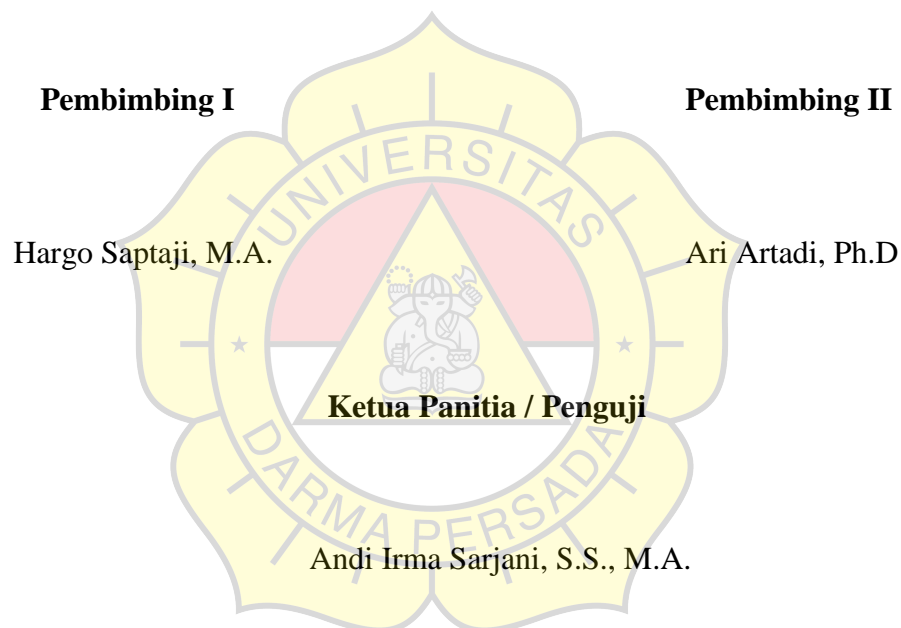 Pembimbing I
Pembimbing II
UNIVERSITAS
Hargo Saptaji, M.A.
Ari Artadi, Ph.D
Ketua Panitia / Penguji
DARMA PERSADA
Andi Irma Sarjani, S.S., M.A.